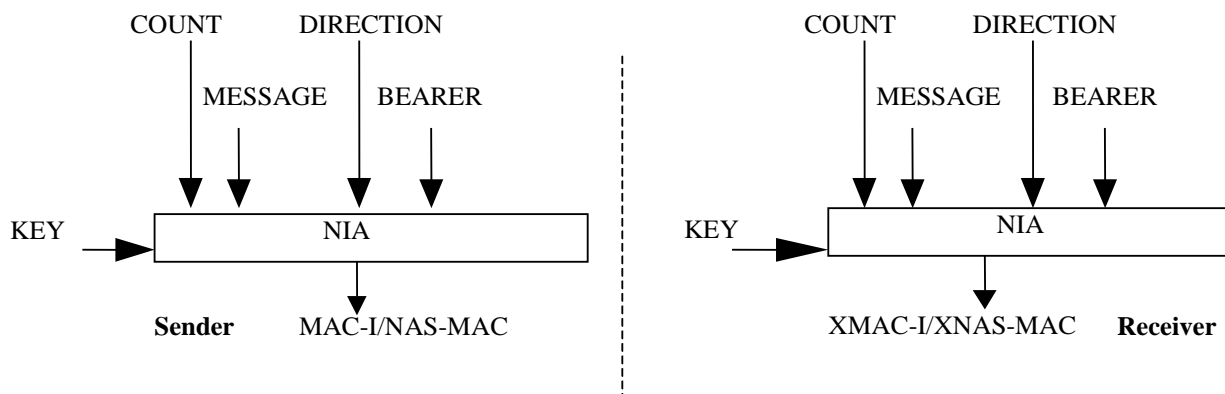 COUNT DIRECTION
MESSAGE BEARER
KEY NIA
Sender MAC-I/NAS-MAC
COUNT DIRECTION
MESSAGE BEARER
KEY NIA
XMAC-I/XNAS-MAC Receiver